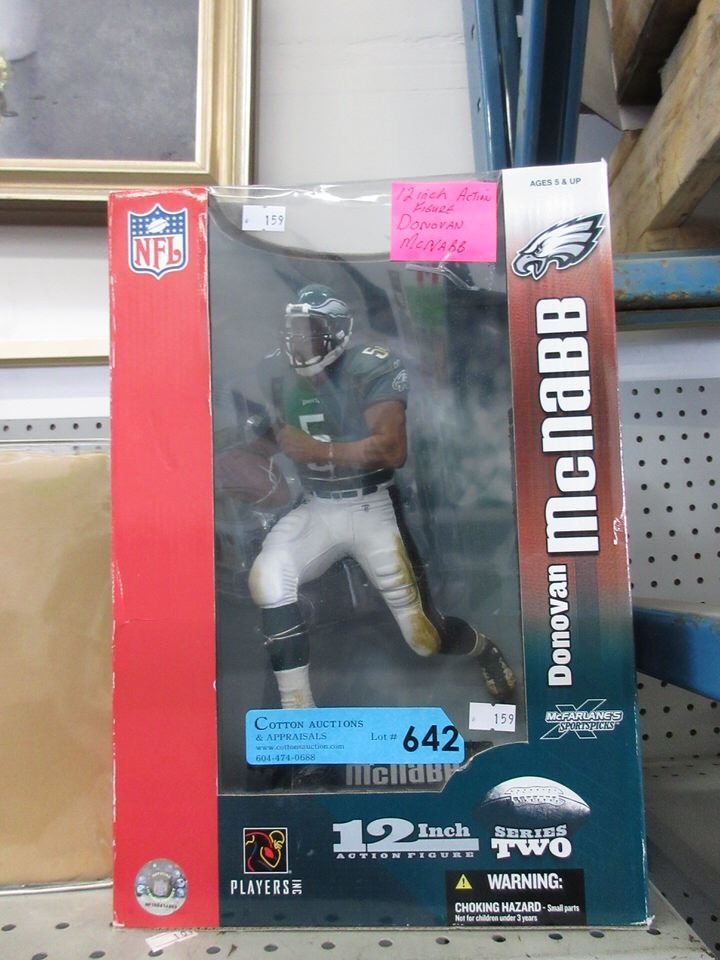 AGES 5 & UP
12 inch Action
FIGURE
DONOVAN
McNABB
159
NFL
5
5
Donovan McNaBB
McFARLANE'S
SPORTSPICKS
159
COTTON AUCTIONS
& APPRAISALS
Lot # 642
www.cottonsauction.com
604-474-0688
McNaBB
12 Inch
ACTION FIGURE
SERIES
TWO
PLAYERS INC
WARNING:
CHOKING HAZARD - Small parts
Not for children under 3 years